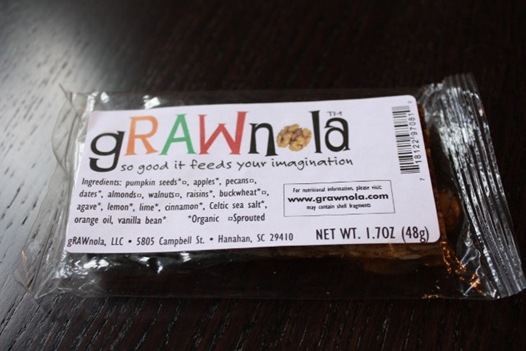 gRAWnola™
so good it feeds your imagination
Ingredients: pumpkin seeds*¤, apples*, pecans¤,
dates*, almonds¤, walnuts¤, raisins*, buckwheat*¤,
agave*, lemon*, lime*, cinnamon*, Celtic sea salt*,
orange oil, vanilla bean* *Organic ¤Sprouted
For nutritional information, please visit:
www.grawnola.com
may contain shell fragments
gRAWnola, LLC • 5805 Campbell St. • Hanahan, SC 29410
NET WT. 1.7OZ (48g)